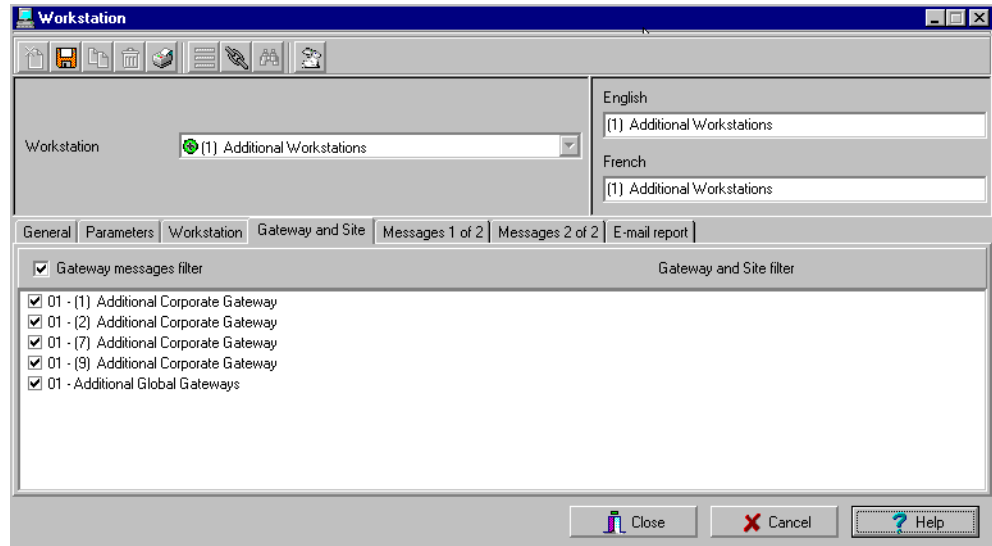 Workstation
English
(1) Additional Workstations
Workstation
(1) Additional Workstations
French
(1) Additional Workstations
General Parameters Workstation Gateway and Site Messages 1 of 2 Messages 2 of 2 E-mail report
Gateway messages filter Gateway and Site filter
01 - (1) Additional Corporate Gateway
01 - (2) Additional Corporate Gateway
01 - (7) Additional Corporate Gateway
01 - (9) Additional Corporate Gateway
01 - Additional Global Gateways
Close Cancel Help